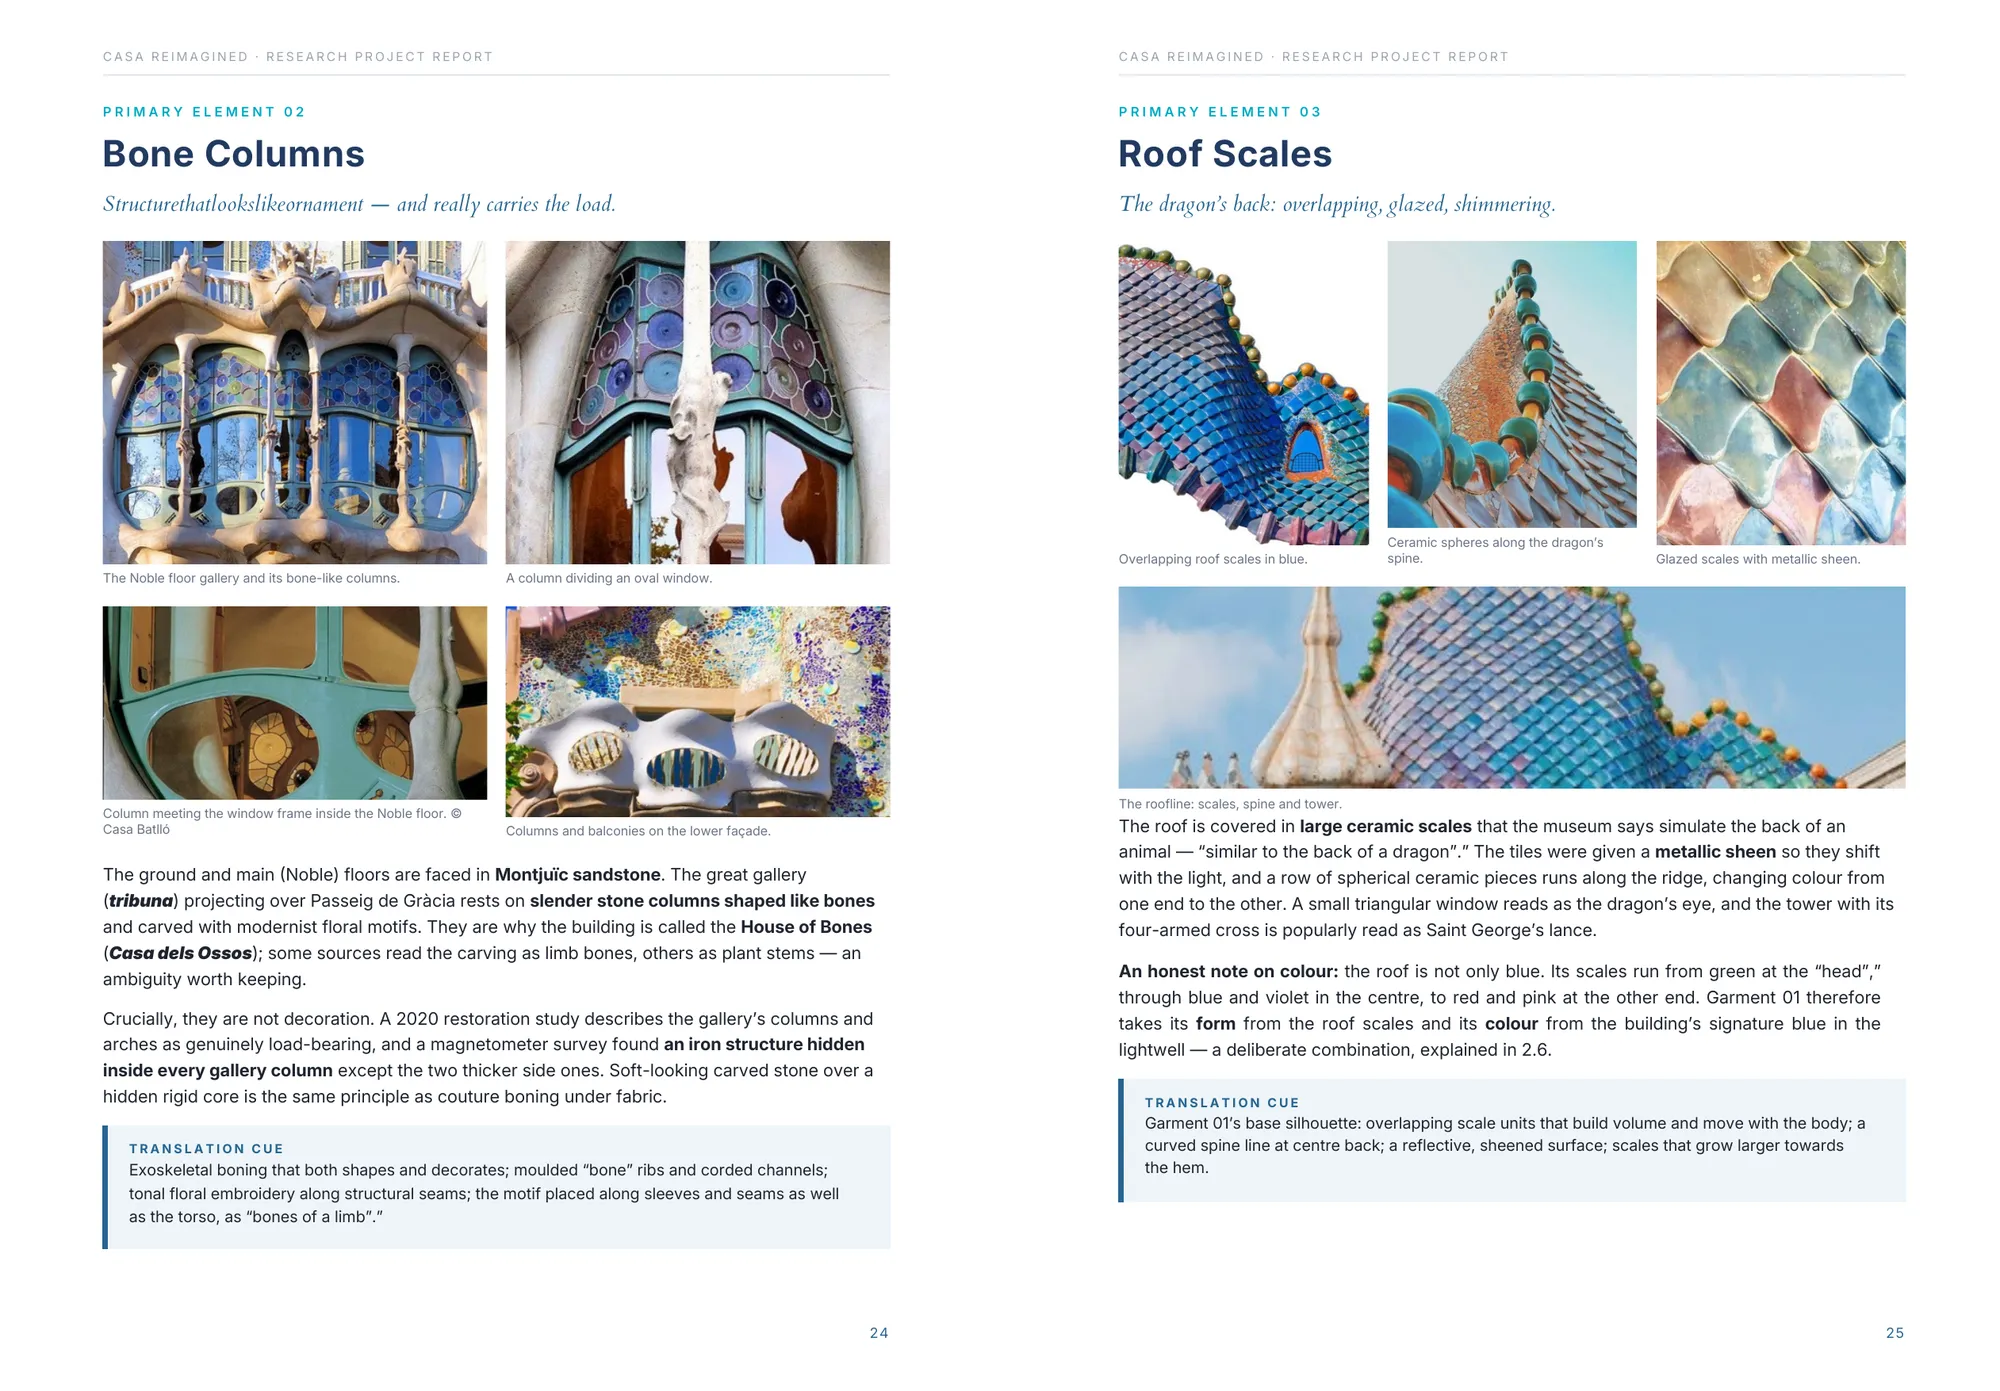 CASA REIMAGINED · RESEARCH PROJECT REPORT
PRIMARY ELEMENT 02
Bone Columns
Structurethatlookslikeornament — and really carries the load.
The Noble floor gallery and its bone-like columns.
A column dividing an oval window.
Column meeting the window frame inside the Noble floor. ©
Casa Batlló
Columns and balconies on the lower façade.
The ground and main (Noble) floors are faced in Montjuïc sandstone. The great gallery
(tribuna) projecting over Passeig de Gràcia rests on slender stone columns shaped like bones
and carved with modernist floral motifs. They are why the building is called the House of Bones
(Casa dels Ossos); some sources read the carving as limb bones, others as plant stems — an
ambiguity worth keeping.
Crucially, they are not decoration. A 2020 restoration study describes the gallery’s columns and
arches as genuinely load-bearing, and a magnetometer survey found an iron structure hidden
inside every gallery column except the two thicker side ones. Soft-looking carved stone over a
hidden rigid core is the same principle as couture boning under fabric.
TRANSLATION CUE
Exoskeletal boning that both shapes and decorates; moulded “bone” ribs and corded channels;
tonal floral embroidery along structural seams; the motif placed along sleeves and seams as well
as the torso, as “bones of a limb”.”
24
CASA REIMAGINED · RESEARCH PROJECT REPORT
PRIMARY ELEMENT 03
Roof Scales
The dragon’s back: overlapping, glazed, shimmering.
Overlapping roof scales in blue.
Ceramic spheres along the dragon’s
spine.
Glazed scales with metallic sheen.
The roofline: scales, spine and tower.
The roof is covered in large ceramic scales that the museum says simulate the back of an
animal — “similar to the back of a dragon”.” The tiles were given a metallic sheen so they shift
with the light, and a row of spherical ceramic pieces runs along the ridge, changing colour from
one end to the other. A small triangular window reads as the dragon’s eye, and the tower with its
four-armed cross is popularly read as Saint George’s lance.
An honest note on colour: the roof is not only blue. Its scales run from green at the “head”,”
through blue and violet in the centre, to red and pink at the other end. Garment 01 therefore
takes its form from the roof scales and its colour from the building’s signature blue in the
lightwell — a deliberate combination, explained in 2.6.
TRANSLATION CUE
Garment 01’s base silhouette: overlapping scale units that build volume and move with the body; a
curved spine line at centre back; a reflective, sheened surface; scales that grow larger towards
the hem.
25